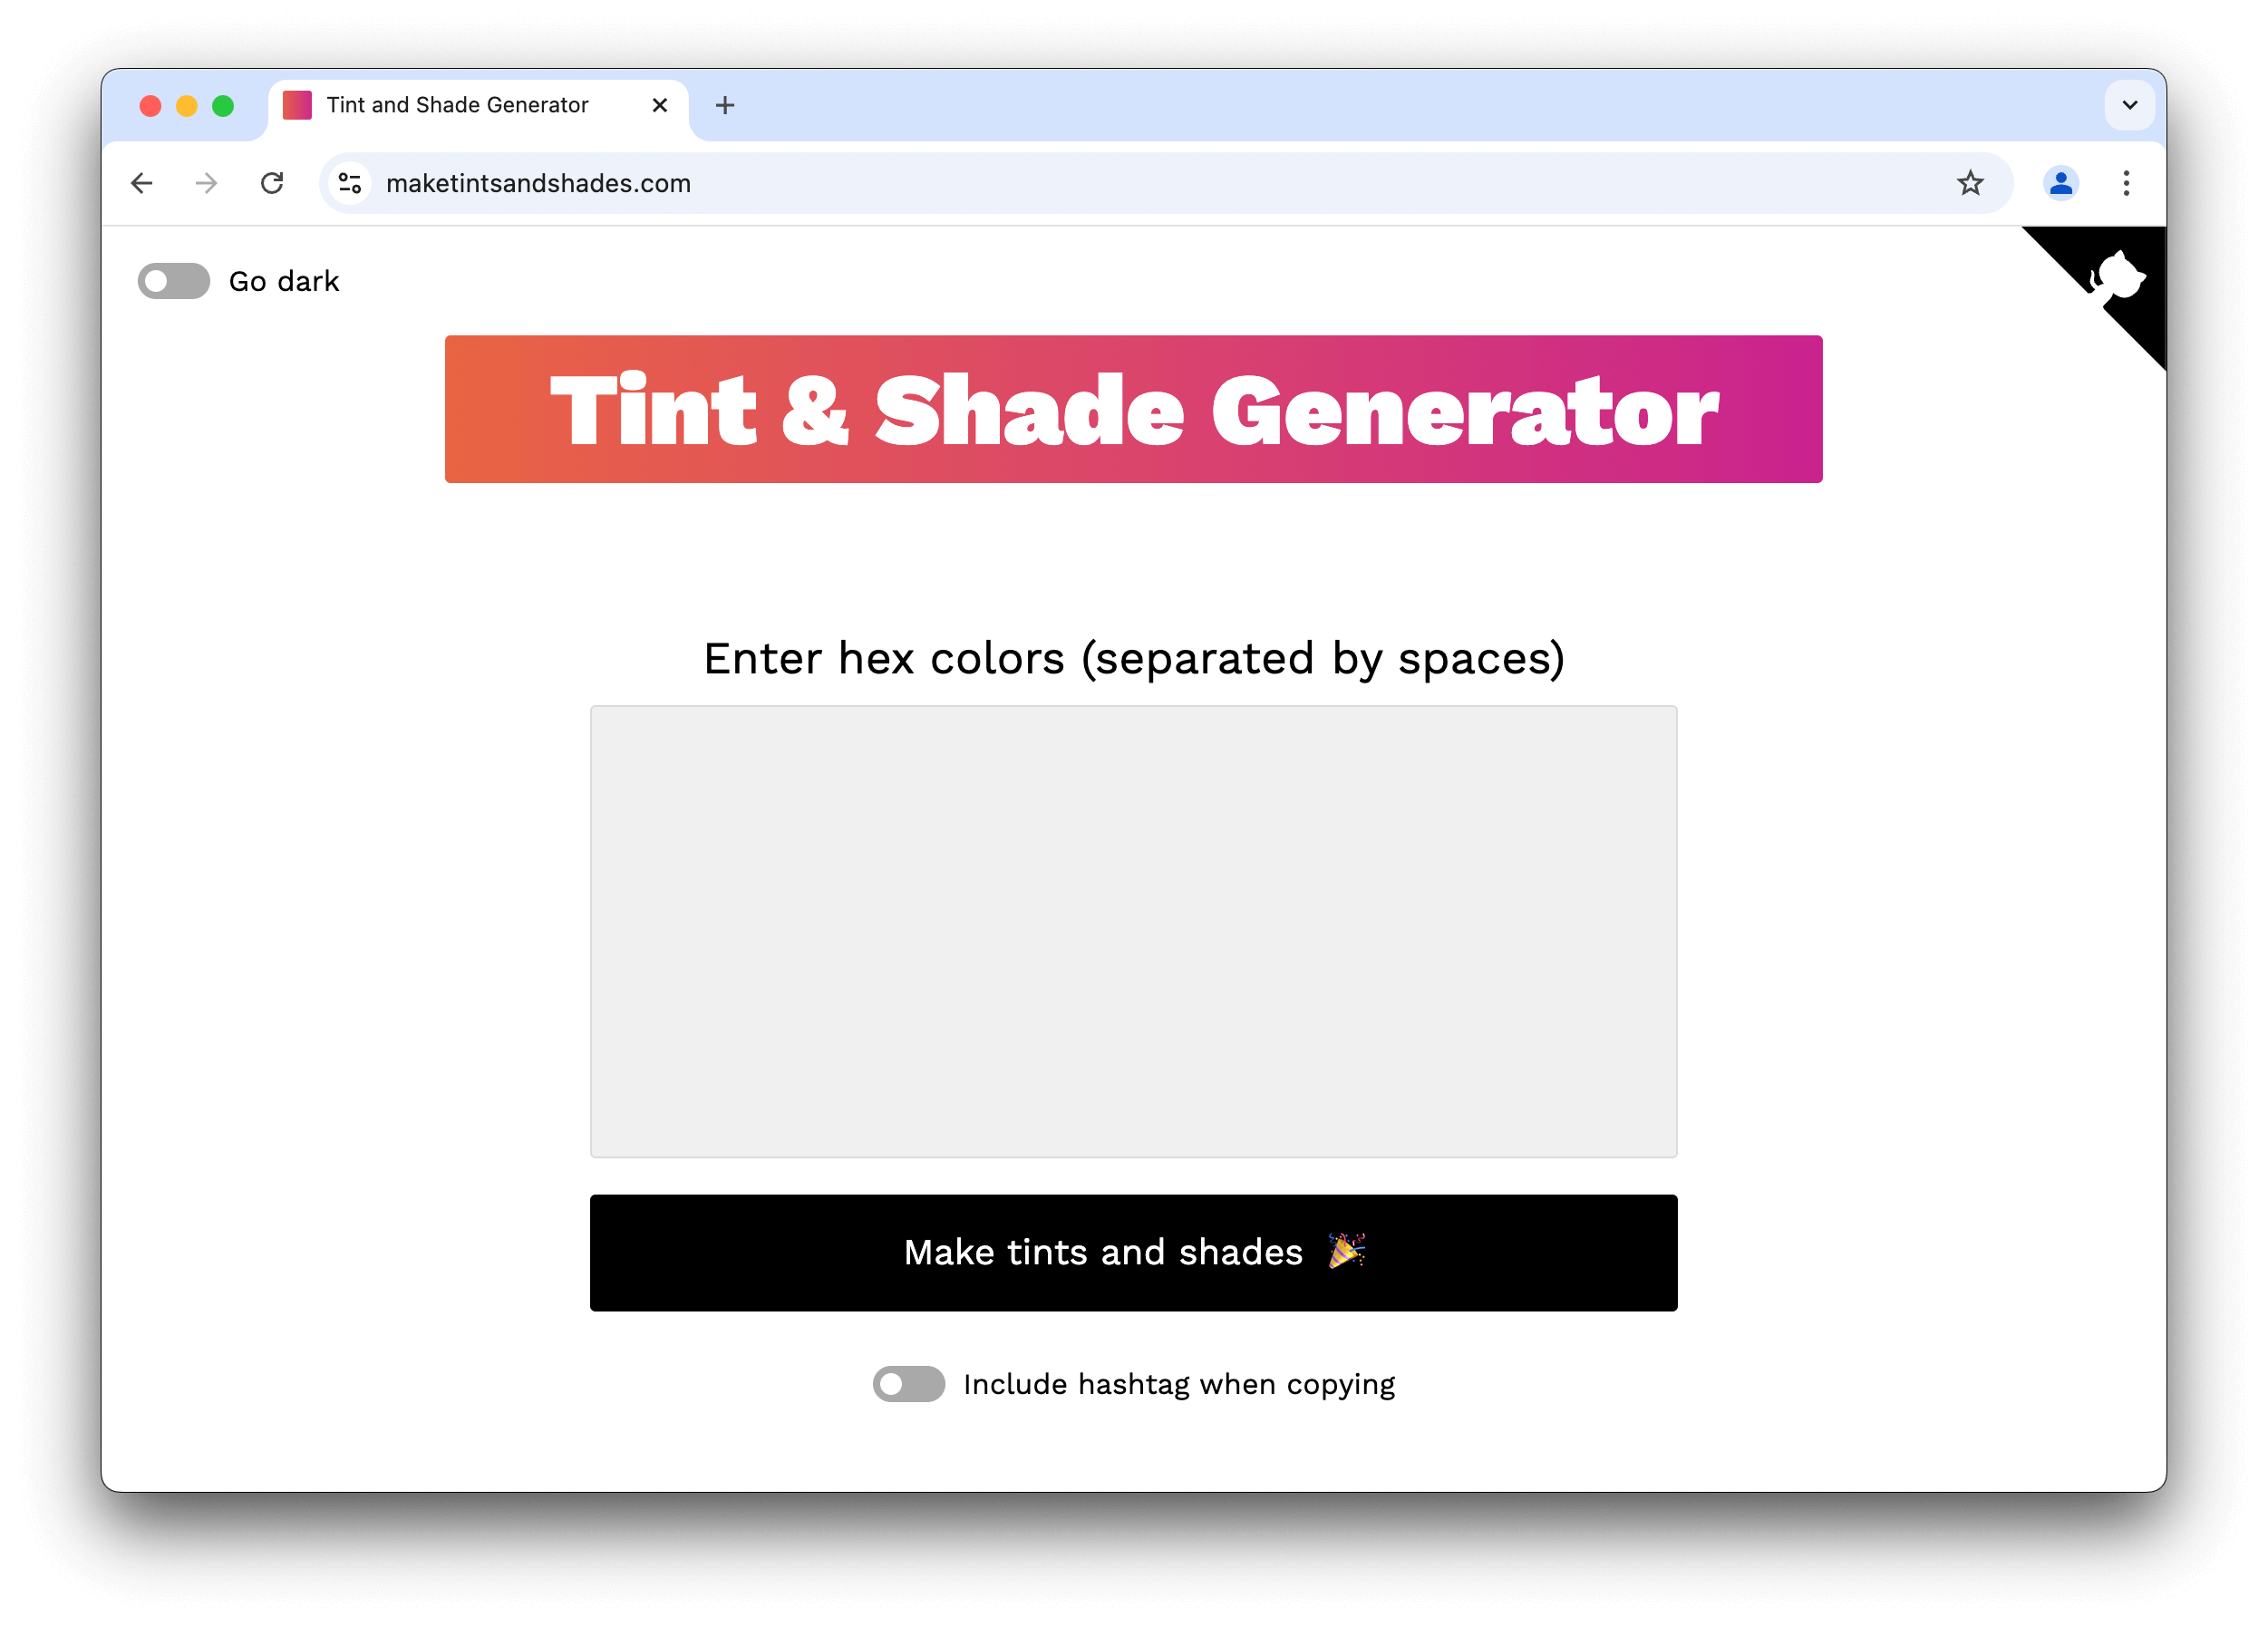 Tint and Shade Generator
maketintsandshades.com
Go dark
Tint & Shade Generator
Enter hex colors (separated by spaces)
Make tints and shades 🎉
Include hashtag when copying